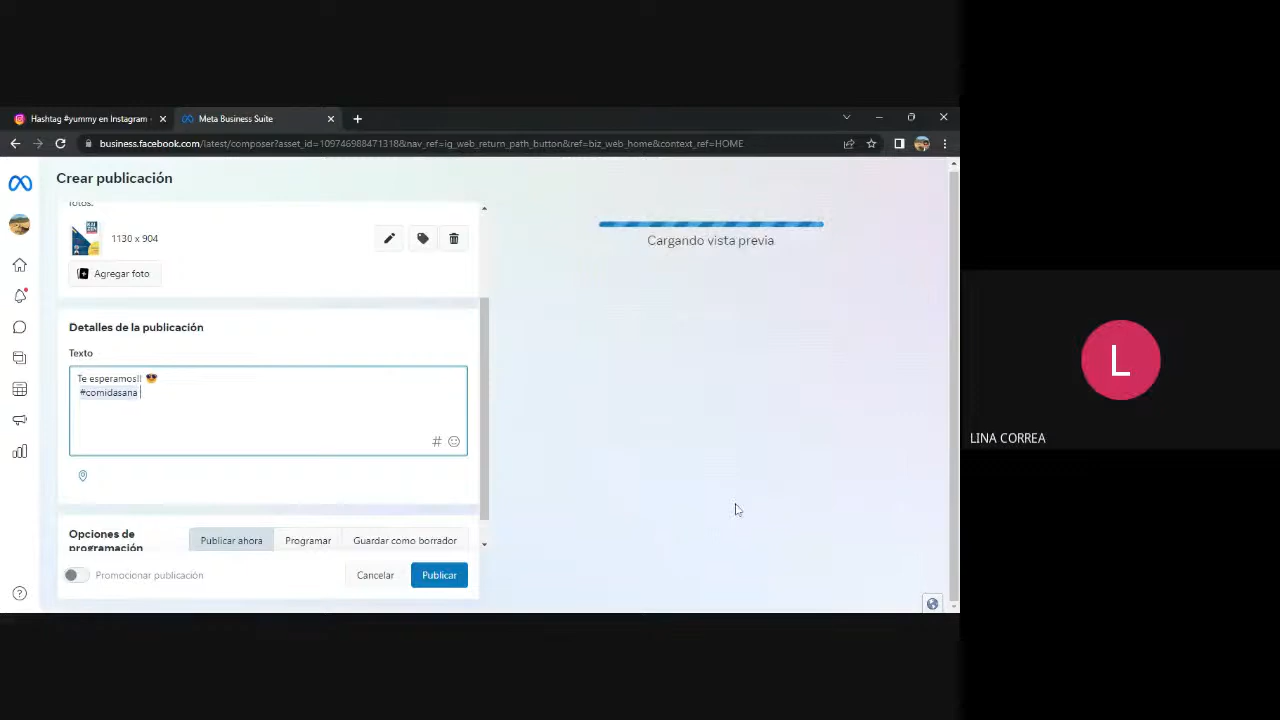 Hashtag #yummy en Instagram
Meta Business Suite
business.facebook.com/latest/composer?asset_id=109746988471318&nav_ref=ig_web_return_path_button&ref=biz_web_home&context_ref=HOME
Crear publicación
fotos.
1130 x 904
Agregar foto
Cargando vista previa
Detalles de la publicación
Texto
Te esperamos!! 😎
#comidasana
#
Opciones de
programación
Publicar ahora
Programar
Guardar como borrador
Promocionar publicación
Cancelar
Publicar
L
LINA CORREA